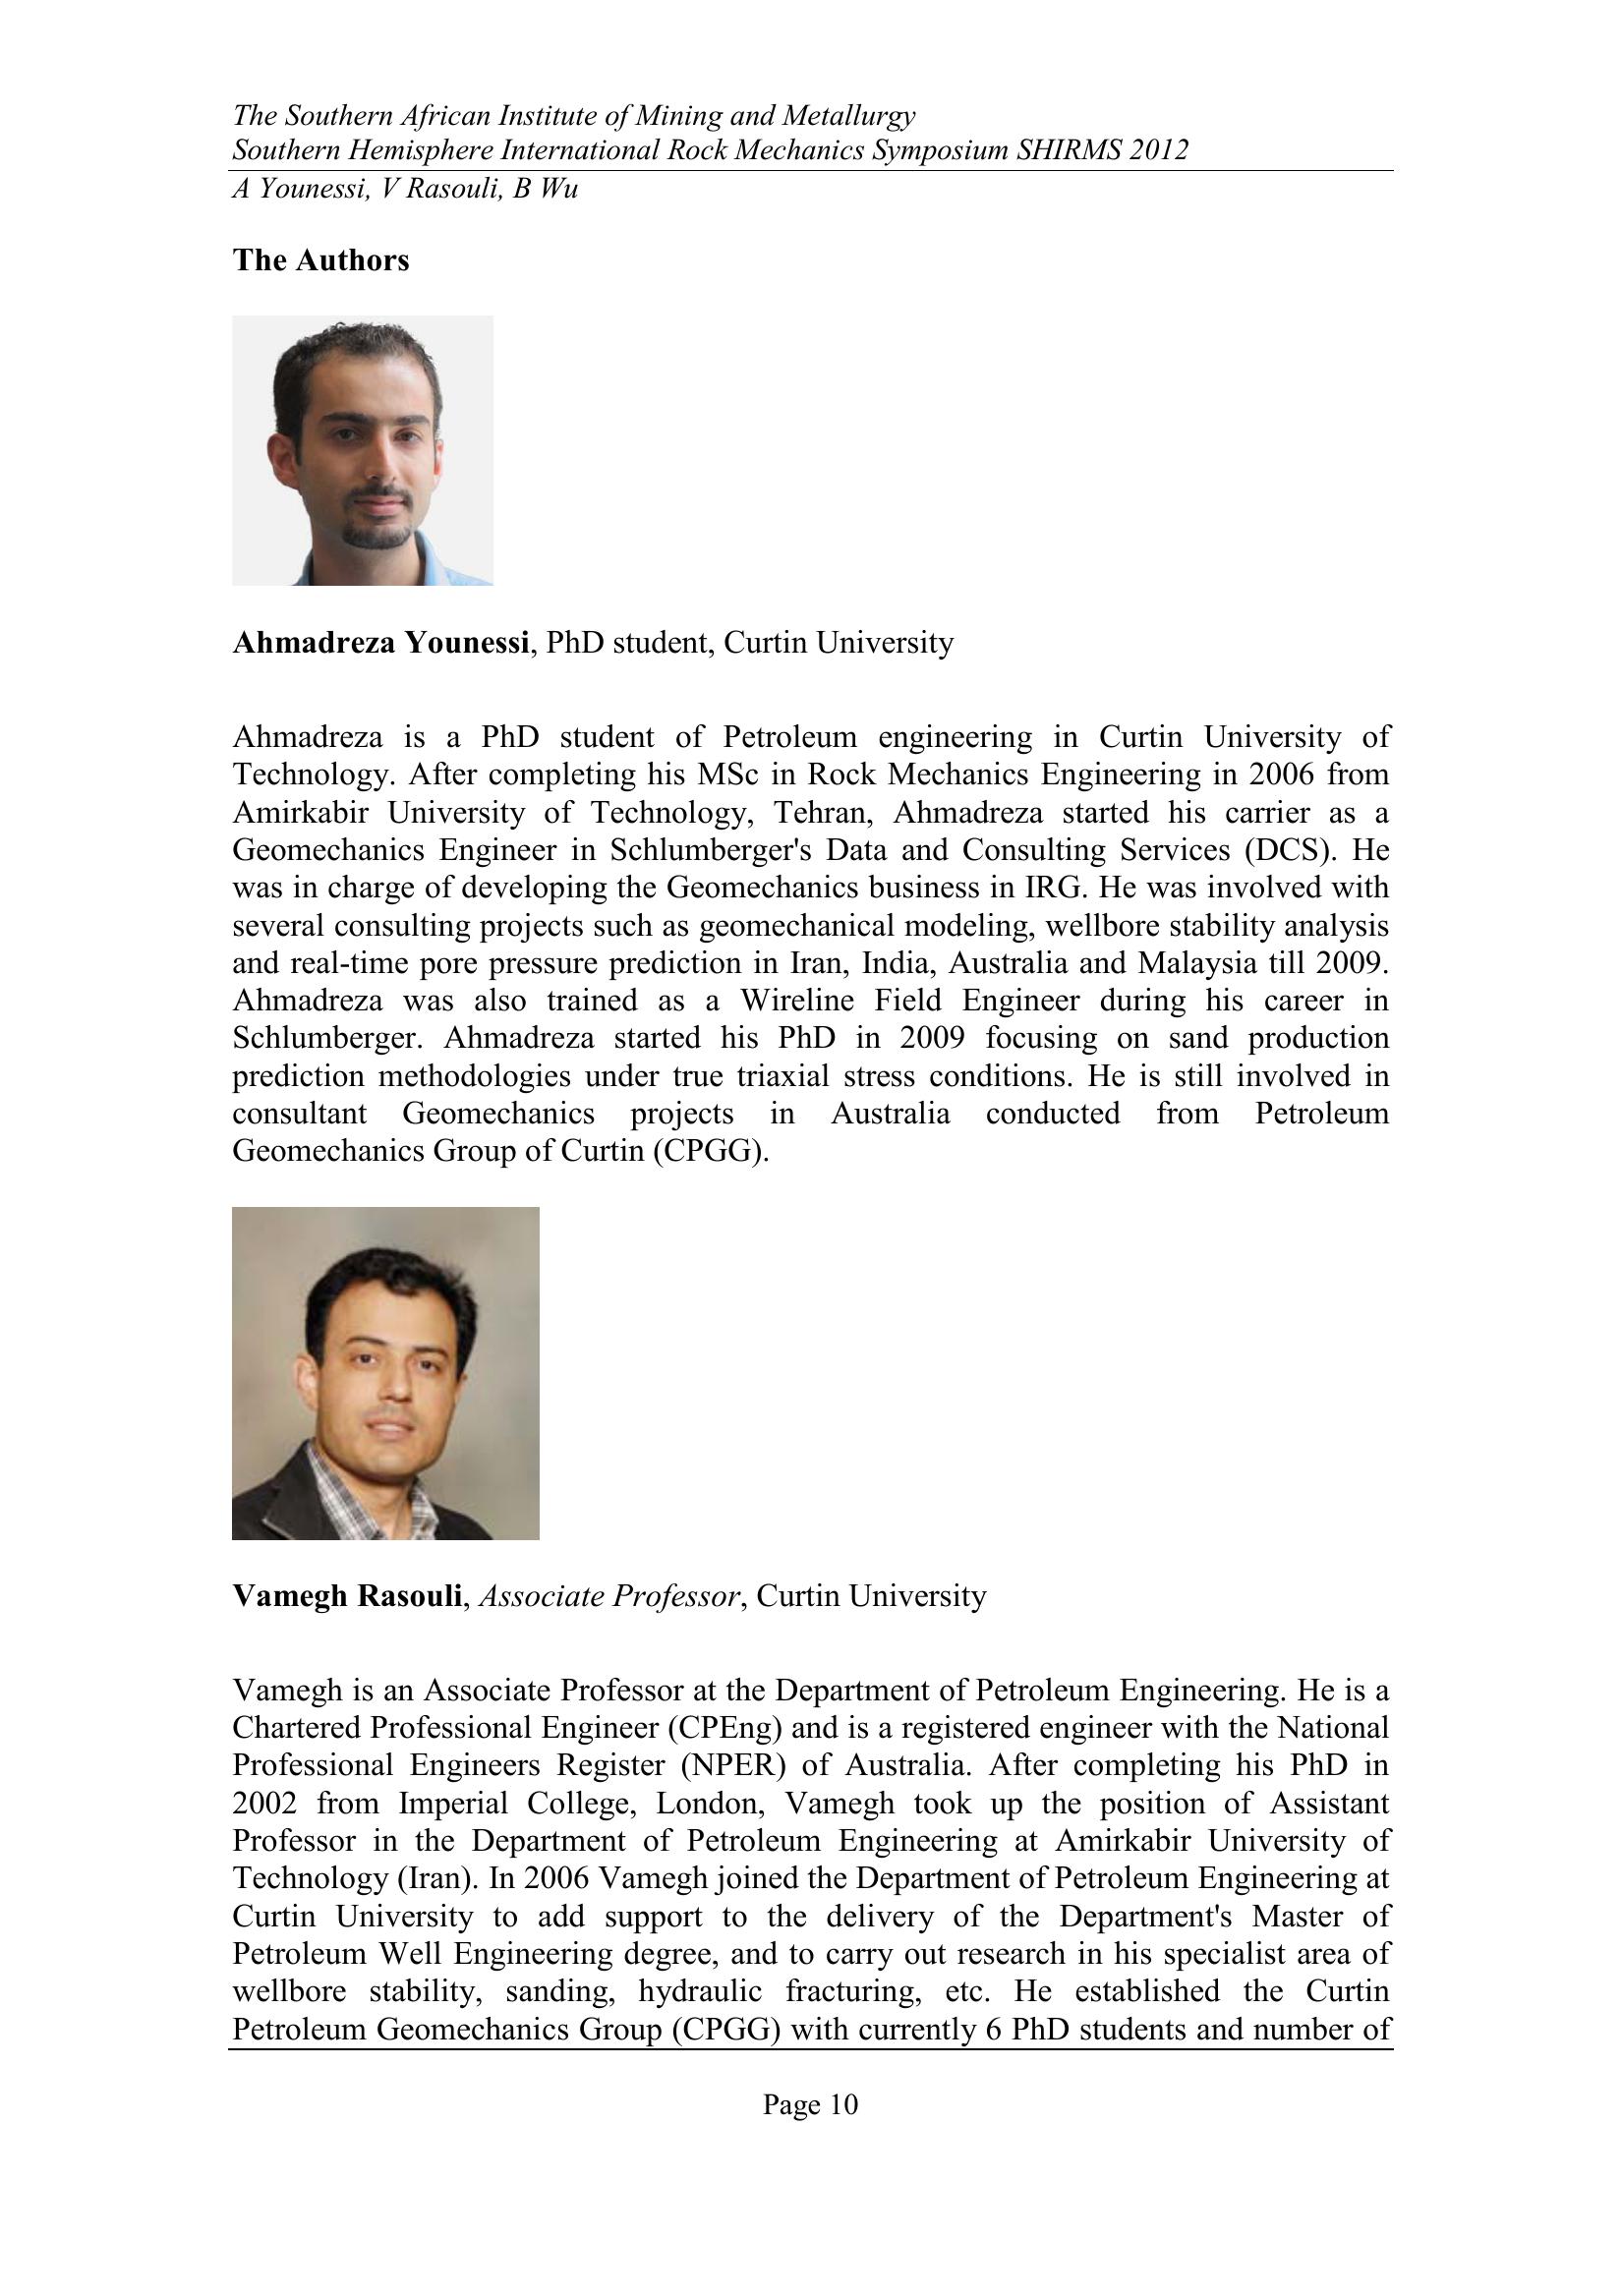 The Southern African Institute of Mining and Metallurgy
Southern Hemisphere International Rock Mechanics Symposium SHIRMS 2012
A Younessi, V Rasouli, B Wu
The Authors
Ahmadreza Younessi, PhD student, Curtin University
Ahmadreza is a PhD student of Petroleum engineering in Curtin University of
Technology. After completing his MSc in Rock Mechanics Engineering in 2006 from
Amirkabir University of Technology, Tehran, Ahmadreza started his carrier as a
Geomechanics Engineer in Schlumberger's Data and Consulting Services (DCS). He
was in charge of developing the Geomechanics business in IRG. He was involved with
several consulting projects such as geomechanical modeling, wellbore stability analysis
and real-time pore pressure prediction in Iran, India, Australia and Malaysia till 2009.
Ahmadreza was also trained as a Wireline Field Engineer during his career in
Schlumberger. Ahmadreza started his PhD in 2009 focusing on sand production
prediction methodologies under true triaxial stress conditions. He is still involved in
consultant Geomechanics projects in Australia conducted from Petroleum
Geomechanics Group of Curtin (CPGG).
Vamegh Rasouli, Associate Professor, Curtin University
Vamegh is an Associate Professor at the Department of Petroleum Engineering. He is a
Chartered Professional Engineer (CPEng) and is a registered engineer with the National
Professional Engineers Register (NPER) of Australia. After completing his PhD in
2002 from Imperial College, London, Vamegh took up the position of Assistant
Professor in the Department of Petroleum Engineering at Amirkabir University of
Technology (Iran). In 2006 Vamegh joined the Department of Petroleum Engineering at
Curtin University to add support to the delivery of the Department's Master of
Petroleum Well Engineering degree, and to carry out research in his specialist area of
wellbore stability, sanding, hydraulic fracturing, etc. He established the Curtin
Petroleum Geomechanics Group (CPGG) with currently 6 PhD students and number of
Page 10